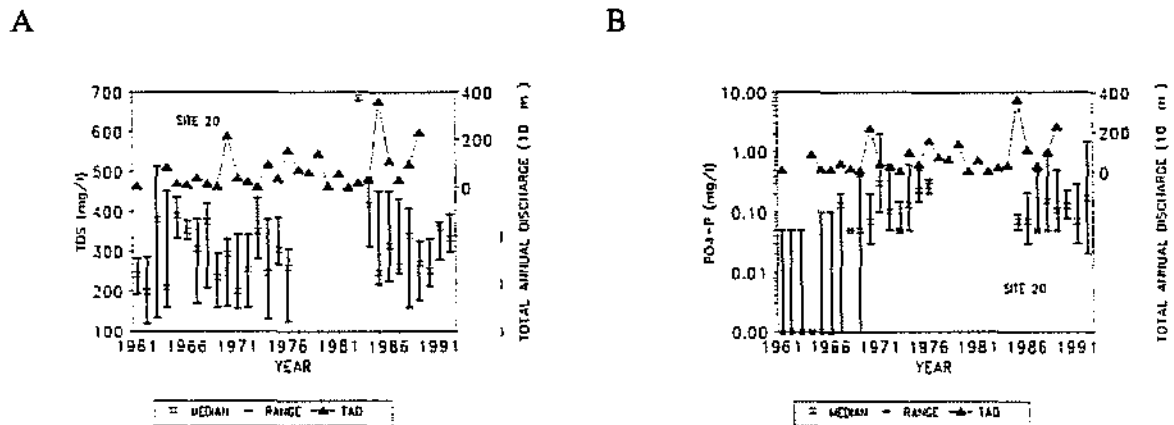 A
B
700
600
500
400
300
200
100
TDS (mg/l)
SITE 20
400
200
0
TOTAL ANNUAL DISCHARGE (10 m )
1961 1966 1971 1976 1981 1986 1991
YEAR
MEDIAN RANGE TAD
10.00
1.00
0.10
0.01
0.00
PO4-P (mg/l)
SITE 20
400
200
0
TOTAL ANNUAL DISCHARGE (10 m )
1961 1966 1971 1976 1981 1986 1991
YEAR
MEDIAN RANGE TAD